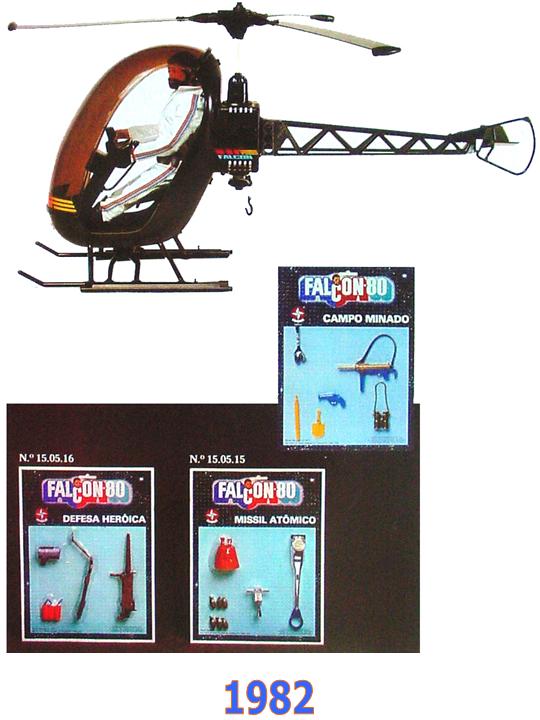 FALCON
FALCON 80
CAMPO MINADO
N.º 15.05.16
FALCON 80
DEFESA HERÓICA
N.º 15.05.15
FALCON 80
MISSIL ATÔMICO
1982